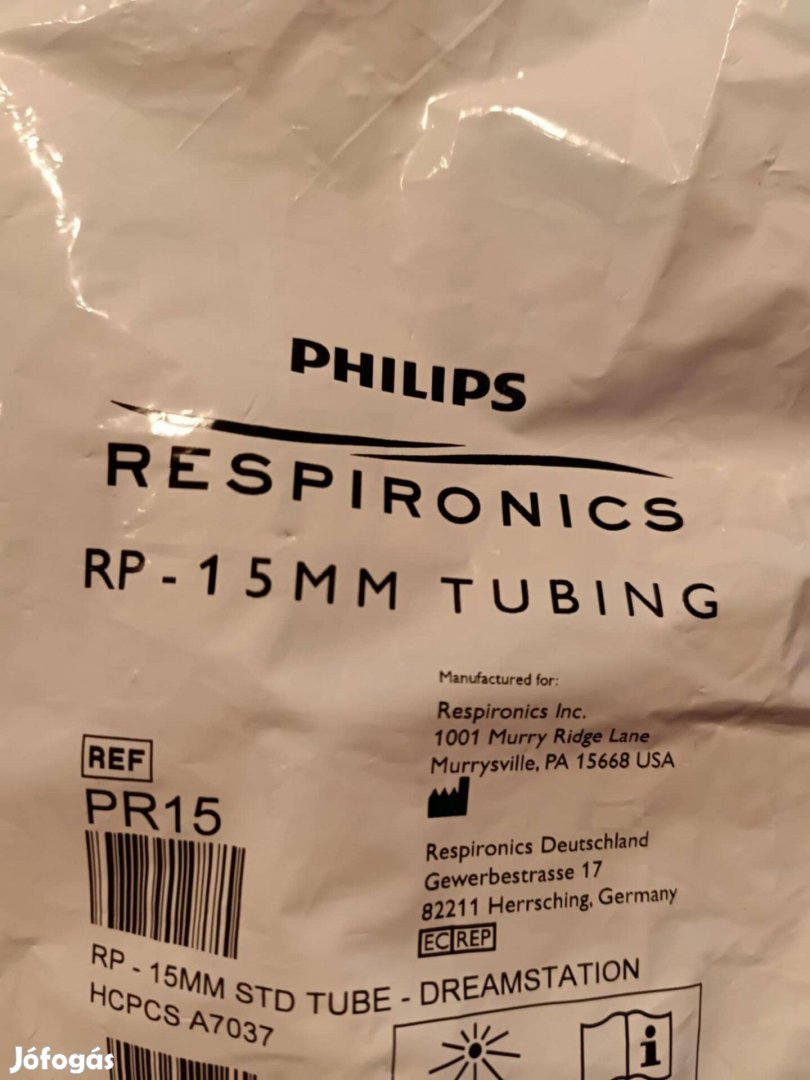 PHILIPS
RESPIRONICS
RP - 15MM TUBING
Manufactured for:
Respironics Inc.
1001 Murry Ridge Lane
Murrysville, PA 15668 USA
REF
PR15
Respironics Deutschland
Gewerbestrasse 17
82211 Herrsching, Germany
EC REP
RP - 15MM STD TUBE - DREAMSTATION
HCPCS A7037
i
Jófogás